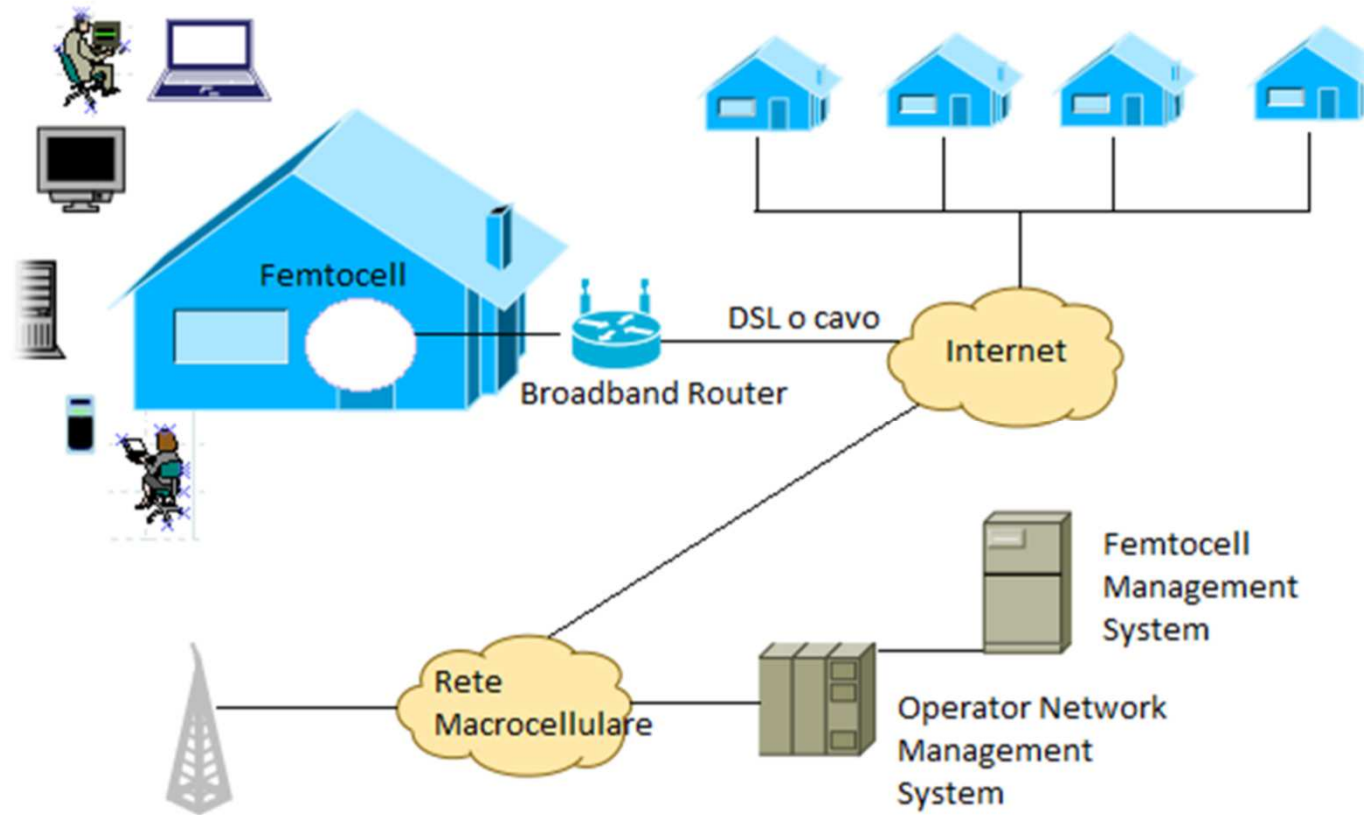 Femtocell
DSL o cavo
Broadband Router
Internet
Femtocell
Management
System
Rete
Macrocellulare
Operator Network
Management
System